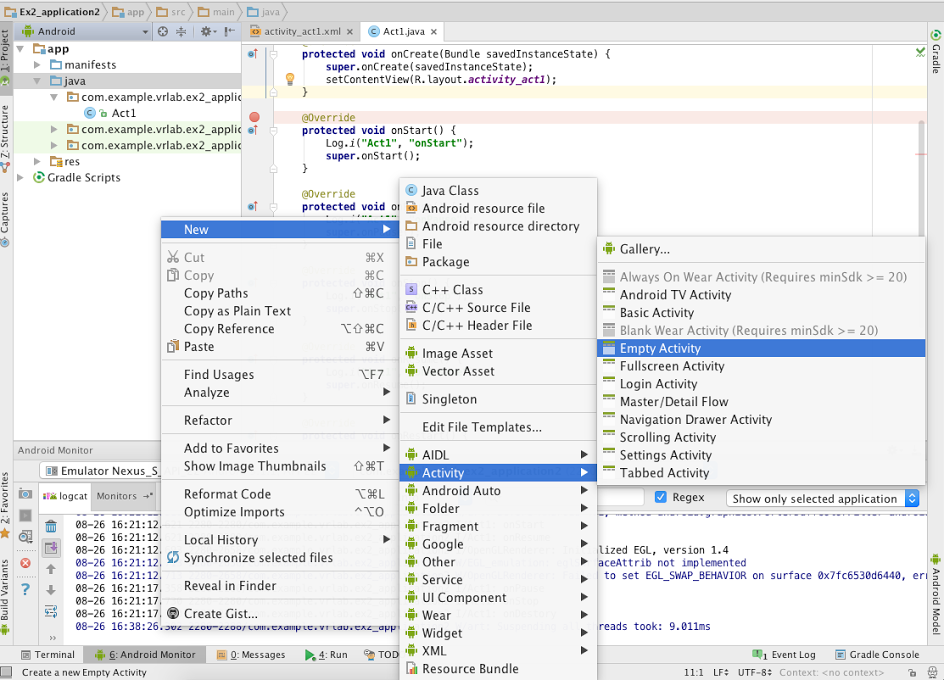 Ex2_application2 app src main java
Android
activity_act1.xml Act1.java
1: Project
Z: Structure
Captures
2: Favorites
Build Variants
Gradle
Android Model
app
manifests
java
com.example.vrlab.ex2_applic
Act1
com.example.vrlab.ex2_applic
com.example.vrlab.ex2_applic
res
Gradle Scripts
protected void onCreate(Bundle savedInstanceState) {
super.onCreate(savedInstanceState);
setContentView(R.layout.activity_act1);
}
@Override
protected void onStart() {
Log.i("Act1", "onStart");
super.onStart();
}
@Override
protected void
New
Cut ⌘X
Copy ⌘C
Copy Paths ⇧⌘C
Copy as Plain Text
Copy Reference ⌥⇧⌘C
Paste ⌘V
Find Usages ⌥F7
Analyze
Refactor
Add to Favorites
Show Image Thumbnails ⇧⌘T
Reformat Code ⌥⌘L
Optimize Imports ^⌥O
Local History
Synchronize selected files
Reveal in Finder
Create Gist...
Java Class
Android resource file
Android resource directory
File
Package
C++ Class
C/C++ Source File
C/C++ Header File
Image Asset
Vector Asset
Singleton
Edit File Templates...
AIDL
Activity
Android Auto
Folder
Fragment
Google
Other
Service
UI Component
Wear
Widget
XML
Resource Bundle
Gallery...
Always On Wear Activity (Requires minSdk >= 20)
Android TV Activity
Basic Activity
Blank Wear Activity (Requires minSdk >= 20)
Empty Activity
Fullscreen Activity
Login Activity
Master/Detail Flow
Navigation Drawer Activity
Scrolling Activity
Settings Activity
Tabbed Activity
Android Monitor
Emulator Nexus_S_
logcat Monitors
Regex Show only selected application
08-26 16:21:12.
08-26 16:21:12.
08-26 16:21:12.
08-26 16:21:12. lized EGL, version 1.4
08-26 16:21:12. aceAttrib not implemented
08-26 16:21:12. d to set EGL_SWAP_BEHAVIOR on surface 0x7fc6530d6440, err
08-26 16:21:17.
08-26 16:21:17.
08-26 16:38:26.302 2280-2288/com.example.vrlab.ex2_app reads took: 9.011ms
Terminal 6: Android Monitor 0: Messages 4: Run TOD 1 Event Log Gradle Console
Create a new Empty Activity 11:1 LF UTF-8 Context: <no context>